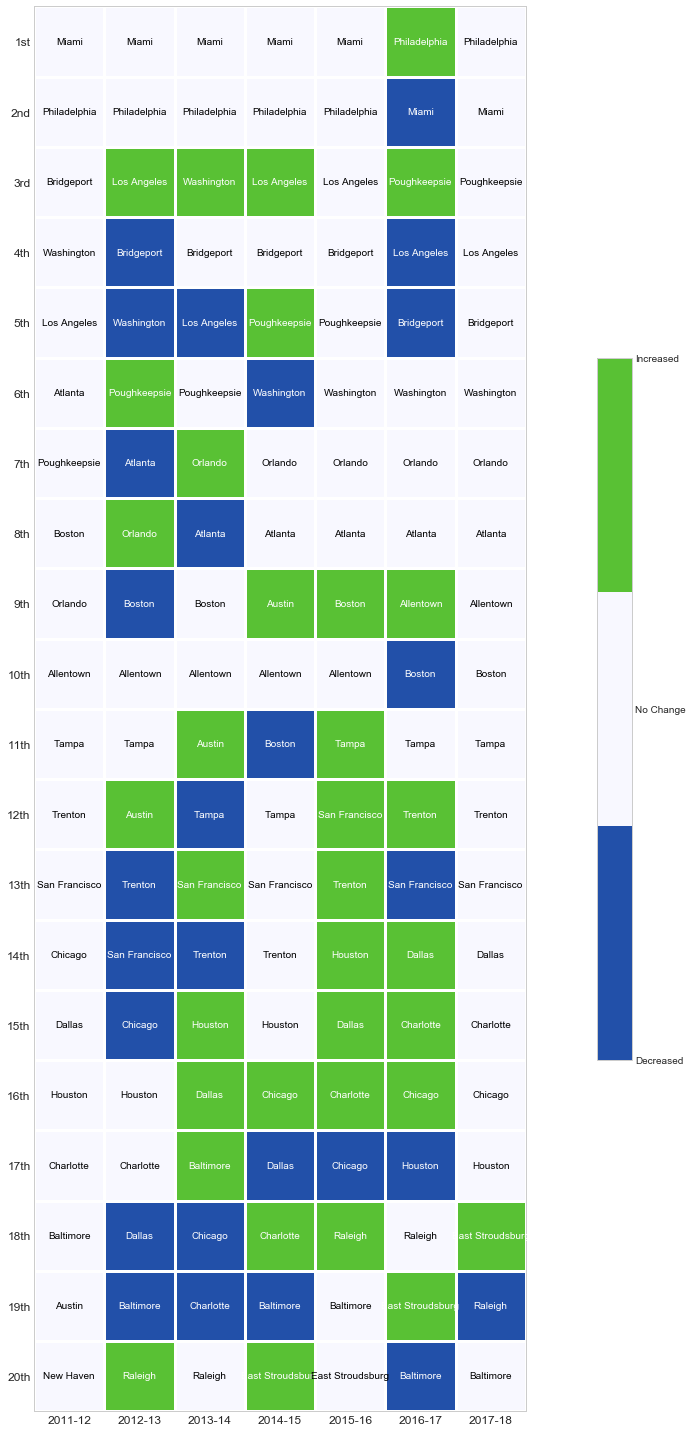 1st Miami Miami Miami Miami Miami Philadelphia Philadelphia
2nd Philadelphia Philadelphia Philadelphia Philadelphia Philadelphia Miami Miami
3rd Bridgeport Los Angeles Washington Los Angeles Los Angeles Poughkeepsie Poughkeepsie
4th Washington Bridgeport Bridgeport Bridgeport Bridgeport Los Angeles Los Angeles
5th Los Angeles Washington Los Angeles Poughkeepsie Poughkeepsie Bridgeport Bridgeport
Increased
6th Atlanta Poughkeepsie Poughkeepsie Washington Washington Washington Washington
7th Poughkeepsie Atlanta Orlando Orlando Orlando Orlando Orlando
8th Boston Orlando Atlanta Atlanta Atlanta Atlanta Atlanta
9th Orlando Boston Boston Austin Boston Allentown Allentown
10th Allentown Allentown Allentown Allentown Allentown Boston Boston
No Change
11th Tampa Tampa Austin Boston Tampa Tampa Tampa
12th Trenton Austin Tampa Tampa San Francisco Trenton Trenton
13th San Francisco Trenton San Francisco San Francisco Trenton San Francisco San Francisco
14th Chicago San Francisco Trenton Trenton Houston Dallas Dallas
15th Dallas Chicago Houston Houston Dallas Charlotte Charlotte
Decreased
16th Houston Houston Dallas Chicago Charlotte Chicago Chicago
17th Charlotte Charlotte Baltimore Dallas Chicago Houston Houston
18th Baltimore Dallas Chicago Charlotte Raleigh Raleigh ast Stroudsbur
19th Austin Baltimore Charlotte Baltimore Baltimore ast Stroudsburg Raleigh
20th New Haven Raleigh Raleigh ast Stroudsbu East Stroudsburg Baltimore Baltimore
2011-12 2012-13 2013-14 2014-15 2015-16 2016-17 2017-18